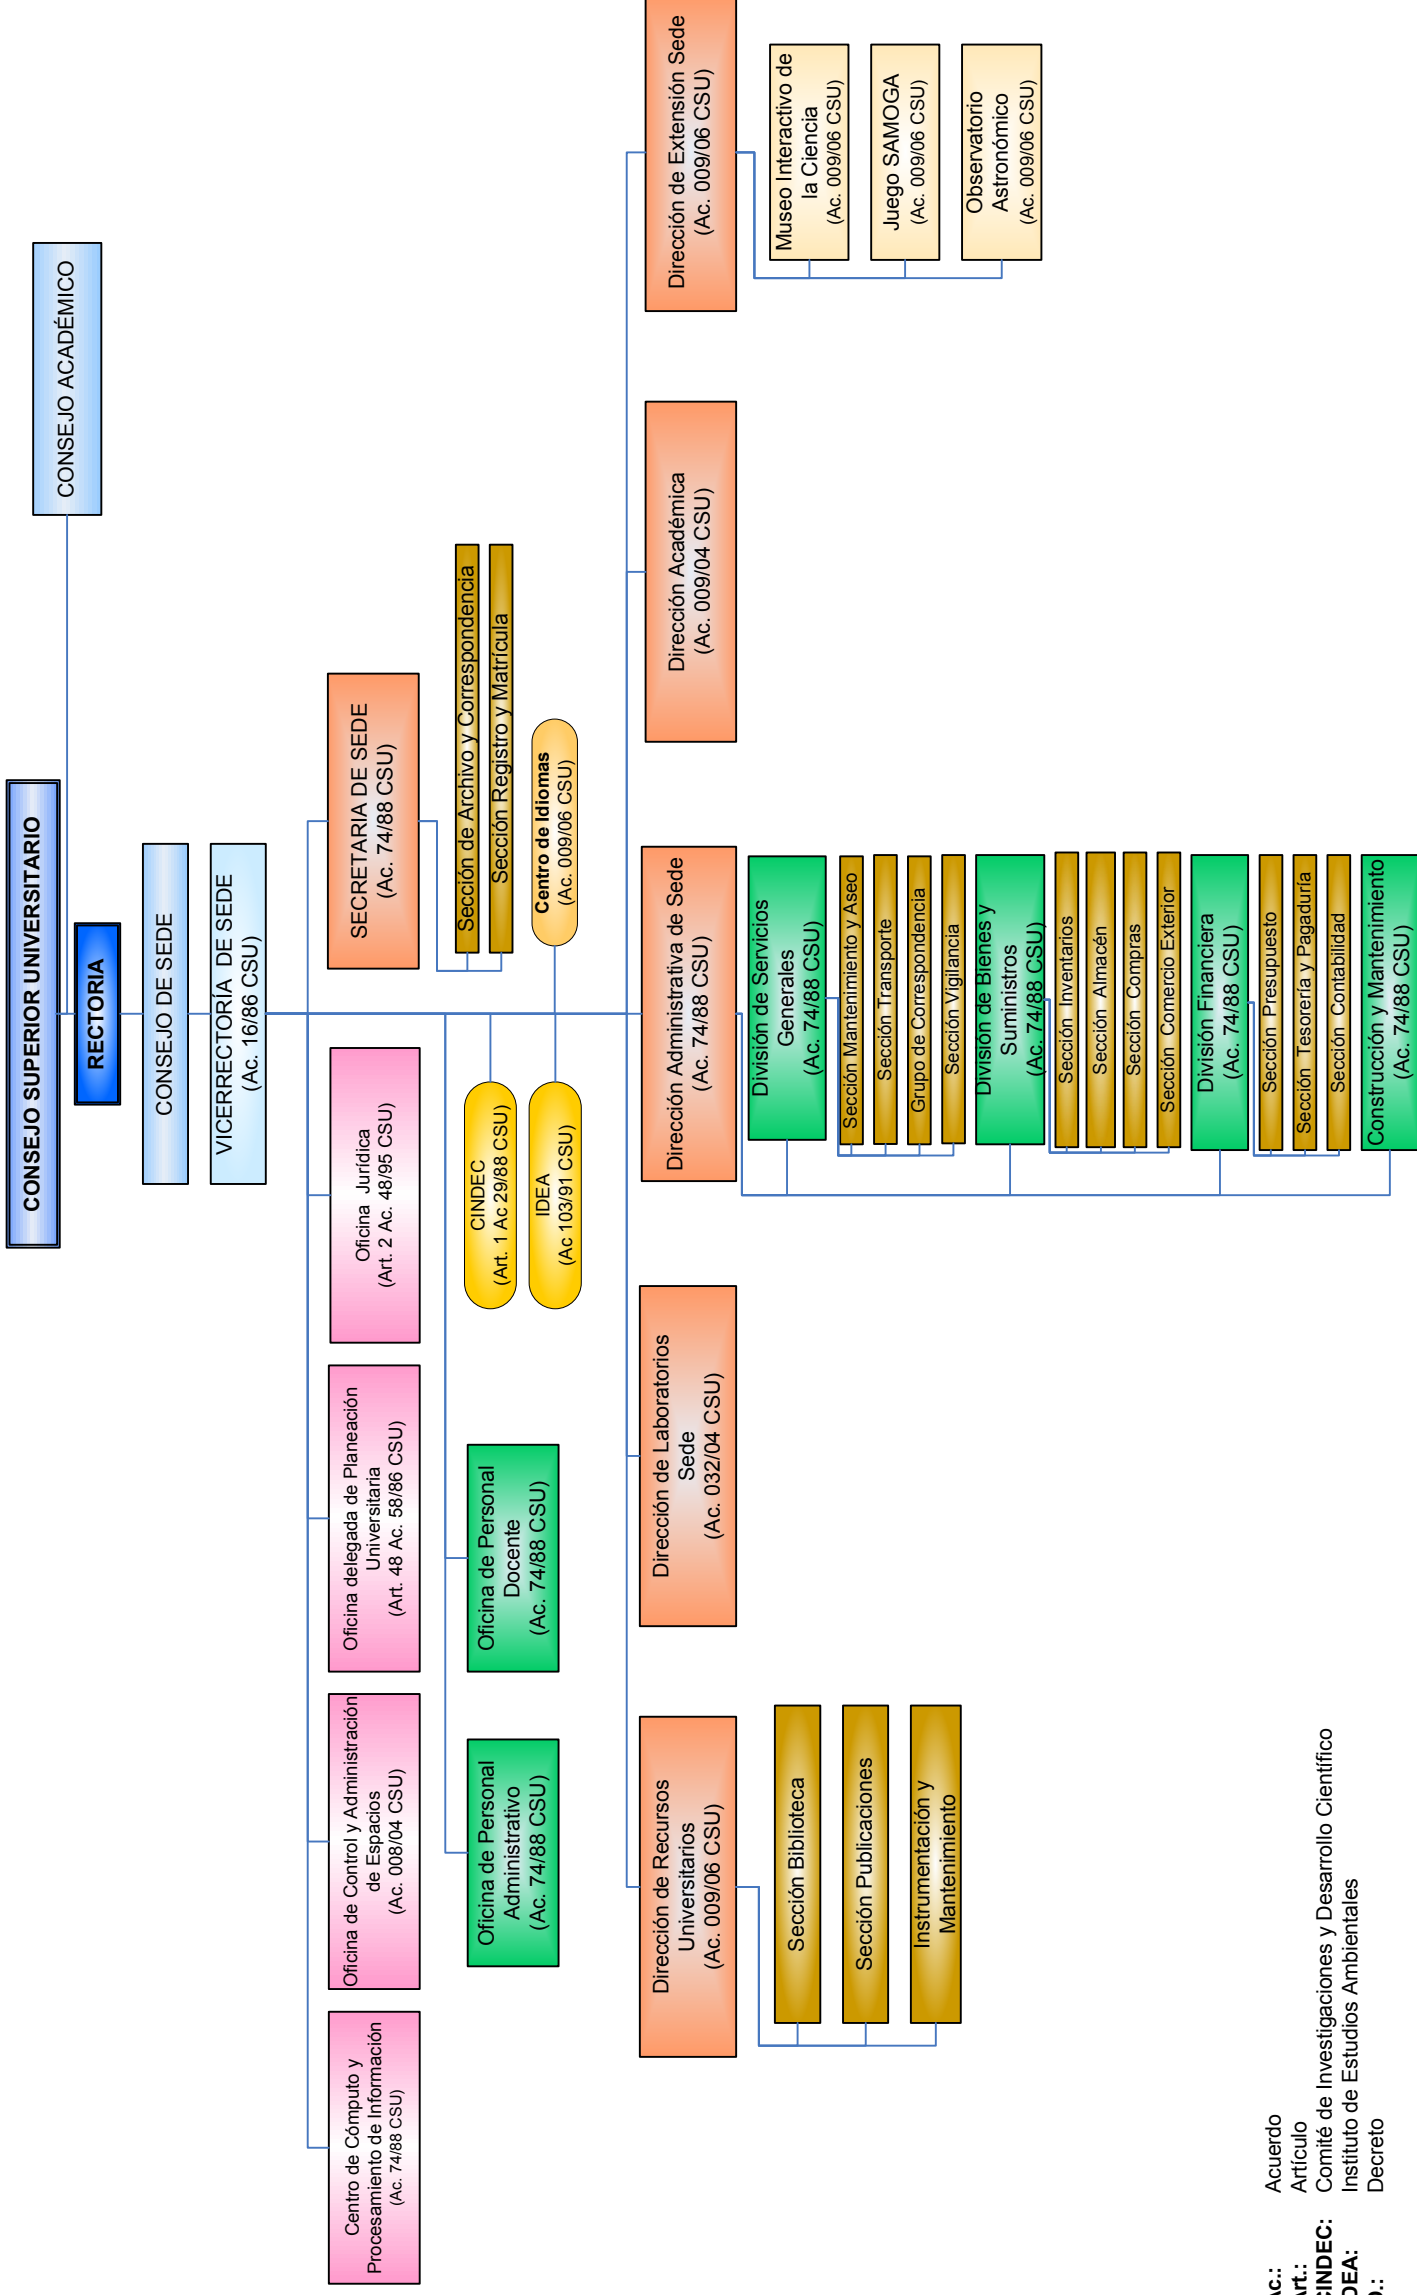 CONSEJO SUPERIOR UNIVERSITARIO
CONSEJO ACADÉMICO
RECTORIA
CONSEJO DE SEDE
VICERRECTORÍA DE SEDE
(Ac. 16/86 CSU)
Centro de Cómputo y
Procesamiento de Información
(Ac. 74/88 CSU)
Oficina de Control y Administración
de Espacios
(Ac. 008/04 CSU)
Oficina delegada de Planeación
Universitaria
(Art. 48 Ac. 58/86 CSU)
Oficina Jurídica
(Art. 2 Ac. 48/95 CSU)
SECRETARIA DE SEDE
(Ac. 74/88 CSU)
Sección de Archivo y Correspondencia
Sección Registro y Matrícula
Oficina de Personal
Administrativo
(Ac. 74/88 CSU)
Oficina de Personal
Docente
(Ac. 74/88 CSU)
CINDEC
(Art. 1 Ac 29/88 CSU)
IDEA
(Ac 103/91 CSU)
Centro de Idiomas
(Ac. 009/06 CSU)
Dirección de Recursos
Universitarios
(Ac. 009/06 CSU)
Sección Biblioteca
Sección Publicaciones
Instrumentación y
Mantenimiento
Dirección de Laboratorios
Sede
(Ac. 032/04 CSU)
Dirección Administrativa de Sede
(Ac. 74/88 CSU)
División de Servicios
Generales
(Ac. 74/88 CSU)
Sección Mantenimiento y Aseo
Sección Transporte
Grupo de Correspondencia
Sección Vigilancia
División de Bienes y
Suministros
(Ac. 74/88 CSU)
Sección Inventarios
Sección Almacén
Sección Compras
Sección Comercio Exterior
División Financiera
(Ac. 74/88 CSU)
Sección Presupuesto
Sección Tesorería y Pagaduría
Sección Contabilidad
Construcción y Mantenimiento
(Ac. 74/88 CSU)
Dirección Académica
(Ac. 009/04 CSU)
Dirección de Extensión Sede
(Ac. 009/06 CSU)
Museo Interactivo de
la Ciencia
(Ac. 009/06 CSU)
Juego SAMOGA
(Ac. 009/06 CSU)
Observatorio
Astronómico
(Ac. 009/06 CSU)
Ac.: Acuerdo
Art.: Artículo
CINDEC: Comité de Investigaciones y Desarrollo Científico
IDEA: Instituto de Estudios Ambientales
Decreto